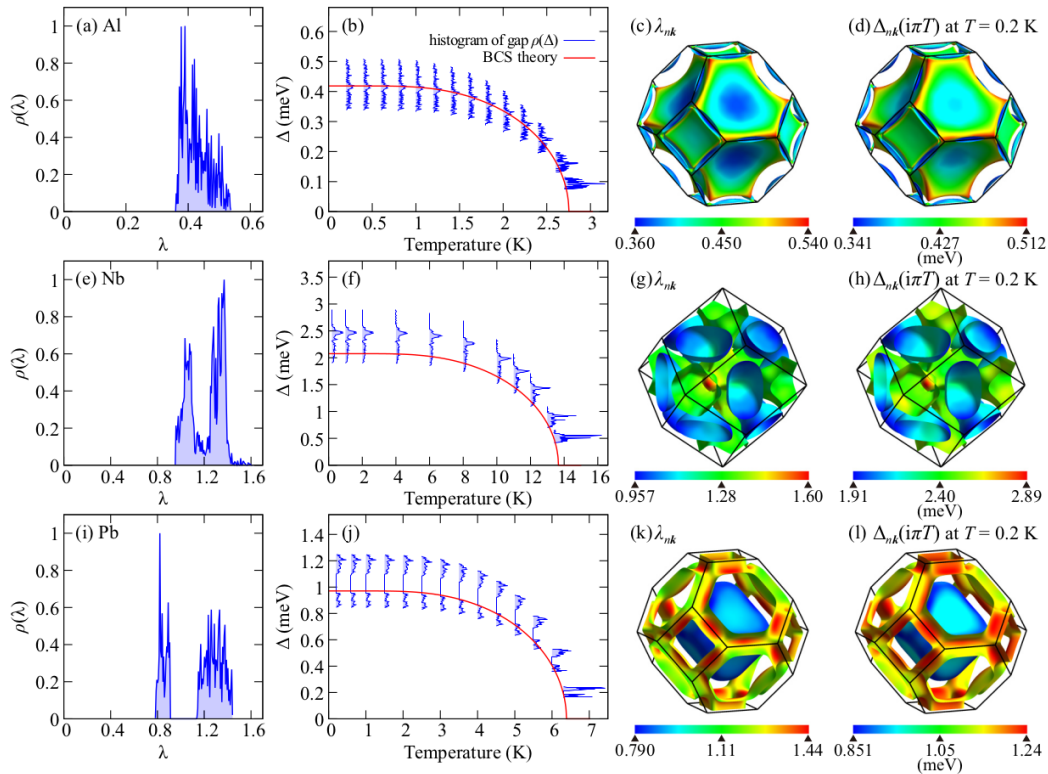 (a) Al
1
0.8
0.6
0.4
0.2
0
ρ(λ)
0 0.2 0.4 0.6
λ
(b)
histogram of gap ρ(Δ)
BCS theory
0.6
0.5
0.4
0.3
0.2
0.1
0
Δ (meV)
0 0.5 1 1.5 2 2.5 3
Temperature (K)
(c) λnk
0.360 0.450 0.540
(d) Δnk(iπT) at T = 0.2 K
0.341 0.427 0.512
(meV)
(e) Nb
1
0.8
0.6
0.4
0.2
0
ρ(λ)
0 0.4 0.8 1.2 1.6
λ
(f)
3.5
3
2.5
2
1.5
1
0.5
0
Δ (meV)
0 2 4 6 8 10 12 14 16
Temperature (K)
(g) λnk
0.957 1.28 1.60
(h) Δnk(iπT) at T = 0.2 K
1.91 2.40 2.89
(meV)
(i) Pb
1
0.8
0.6
0.4
0.2
0
ρ(λ)
0 0.4 0.8 1.2 1.6
λ
(j)
1.4
1.2
1
0.8
0.6
0.4
0.2
0
Δ (meV)
0 1 2 3 4 5 6 7
Temperature (K)
(k) λnk
0.790 1.11 1.44
(l) Δnk(iπT) at T = 0.2 K
0.851 1.05 1.24
(meV)